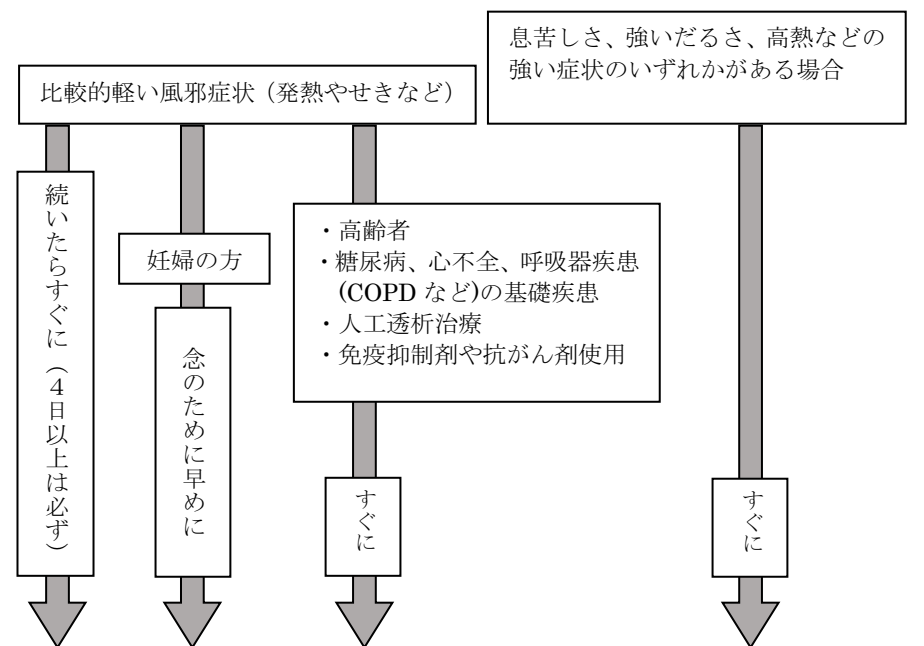 息苦しさ、強いだるさ、高熱などの
強い症状のいずれかがある場合
比較的軽い風邪症状（発熱やせきなど）
続いたらすぐに（４日以上は必ず）
妊婦の方
念のために早めに
・高齢者
・糖尿病、心不全、呼吸器疾患
(COPD など)の基礎疾患
・人工透析治療
・免疫抑制剤や抗がん剤使用
すぐに
すぐに